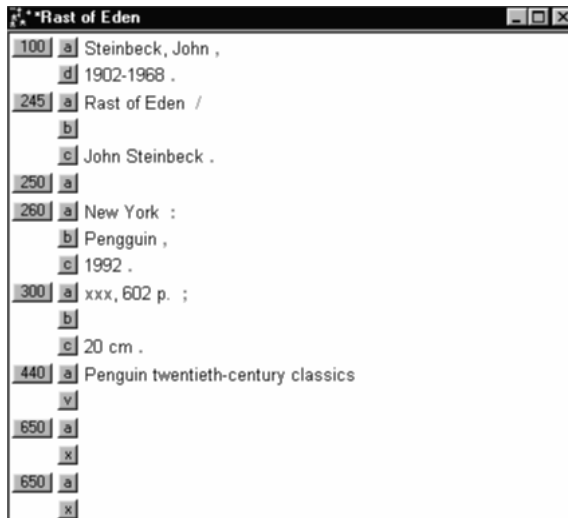 *Rast of Eden
100 a Steinbeck, John ,
d 1902-1968 .
245 a Rast of Eden /
b
c John Steinbeck .
250 a
260 a New York :
b Pengguin ,
c 1992 .
300 a xxx, 602 p. ;
b
c 20 cm .
440 a Penguin twentieth-century classics
v
650 a
x
650 a
x